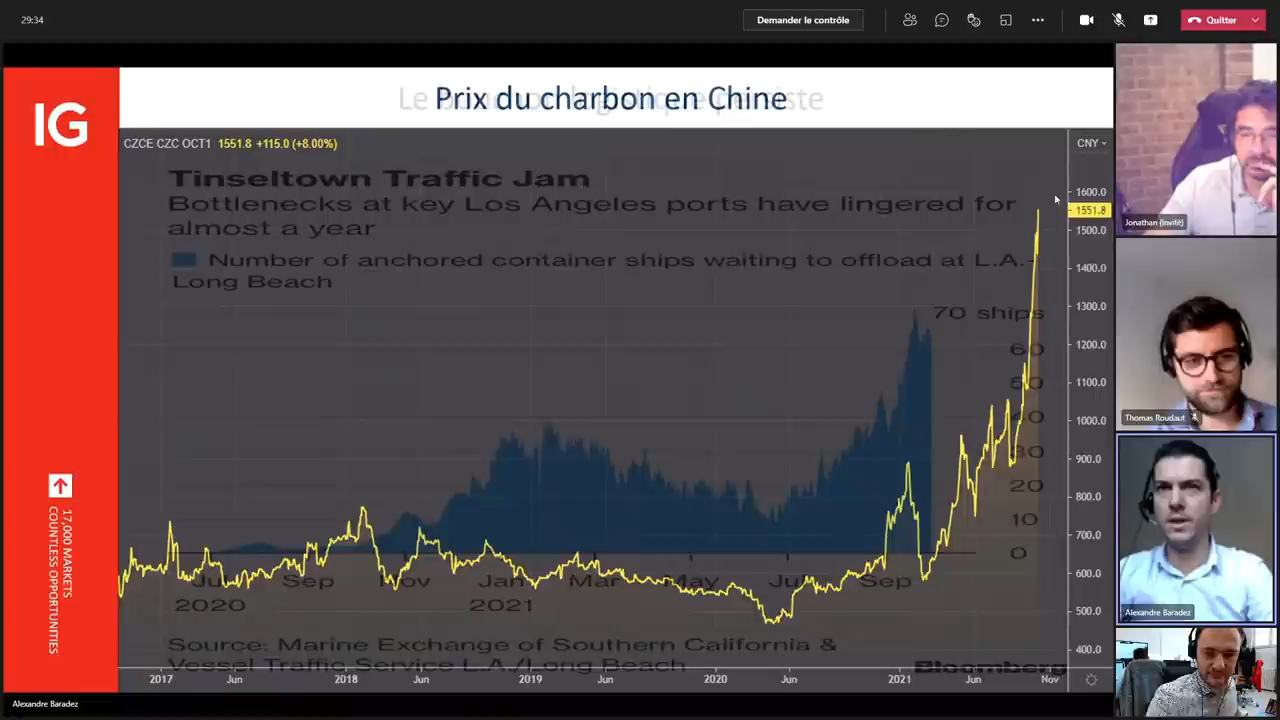 29:34
Demander le contrôle
Quitter
IG
Prix du charbon en Chine
CZCE CZC OCT1 1551.8 +115.0 (+8.00%)
CNY
Tinseltown Traffic Jam
Bottlenecks at key Los Angeles ports have lingered for
almost a year
Number of anchored container ships waiting to offload at L.A.-
Long Beach
70 ships
60
50
40
30
20
10
0
1600.0
1551.8
1500.0
1400.0
1300.0
1200.0
1100.0
1000.0
900.0
800.0
700.0
600.0
500.0
400.0
Jul Sep Nov Jan Mar May Jul Sep
2020 2021
Source: Marine Exchange of Southern California &
Vessel Traffic Service L.A./Long Beach
Bloomberg
2017 Jun 2018 Jun 2019 Jun 2020 Jun 2021 Jun Nov
17,000 MARKETS
COUNTLESS OPPORTUNITIES
Jonathan (Invité)
Thomas Roudaut
Alexandre Baradez
Alexandre Baradez